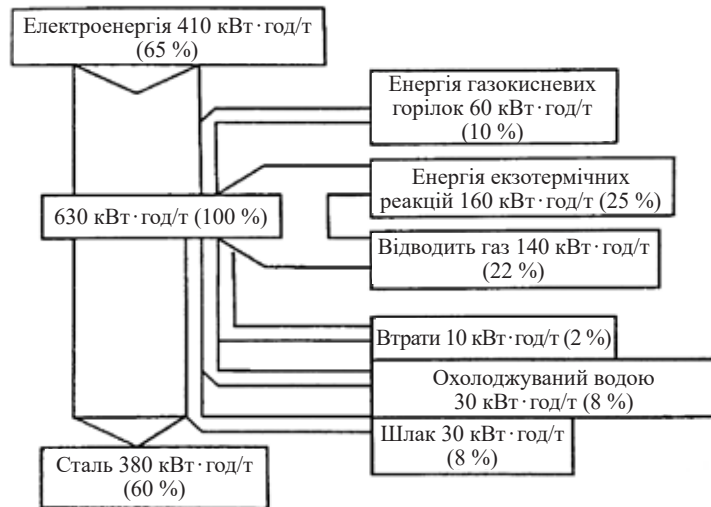 Електроенергія 410 кВт·год/т
(65 %)
Енергія газокисневих
горілок 60 кВт·год/т
(10 %)
Енергія екзотермічних
реакцій 160 кВт·год/т (25 %)
630 кВт·год/т (100 %)
Відводить газ 140 кВт·год/т
(22 %)
Втрати 10 кВт·год/т (2 %)
Охолоджуваний водою
30 кВт·год/т (8 %)
Шлак 30 кВт·год/т
(8 %)
Сталь 380 кВт·год/т
(60 %)